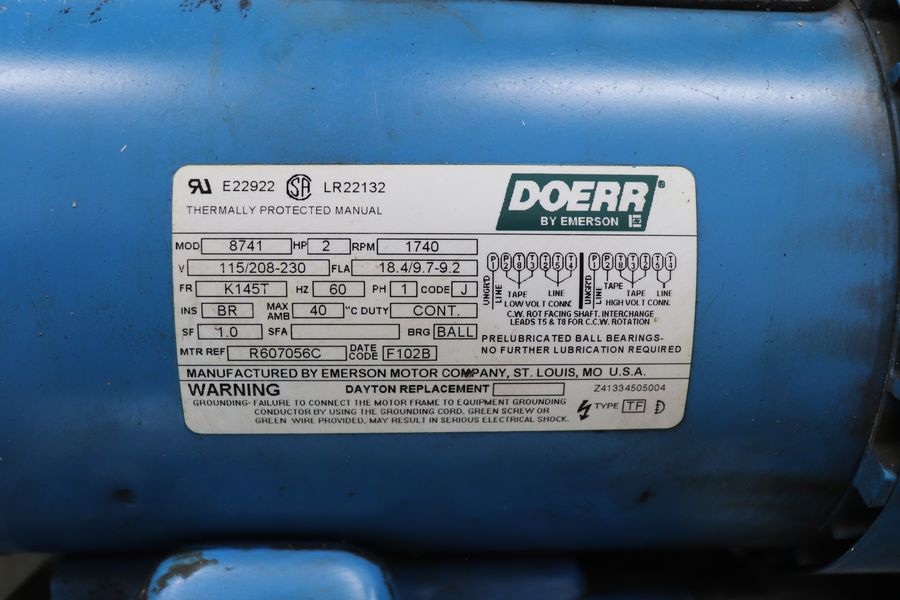 E22922 SA LR22132
THERMALLY PROTECTED MANUAL
DOERR®
BY EMERSON
MOD 8741 HP 2 RPM 1740
V 115/208-230 FLA 18.4/9.7-9.2
FR K145T HZ 60 PH 1 CODE J
INS BR MAX AMB 40 °C DUTY CONT.
SF 1.0 SFA BRG BALL
MTR REF R607056C DATE CODE F102B
UNGR'D LINE TAPE LINE
LOW VOLT CONN.
UNGR'D LINE TAPE LINE
HIGH VOLT CONN.
C.W. ROT FACING SHAFT. INTERCHANGE
LEADS T5 & T8 FOR C.C.W. ROTATION
PRELUBRICATED BALL BEARINGS-
NO FURTHER LUBRICATION REQUIRED
MANUFACTURED BY EMERSON MOTOR COMPANY, ST. LOUIS, MO U.S.A.
WARNING DAYTON REPLACEMENT Z41334505004
GROUNDING- FAILURE TO CONNECT THE MOTOR FRAME TO EQUIPMENT GROUNDING
CONDUCTOR BY USING THE GROUNDING CORD, GREEN SCREW OR
GREEN WIRE PROVIDED, MAY RESULT IN SERIOUS ELECTRICAL SHOCK.
TYPE TF